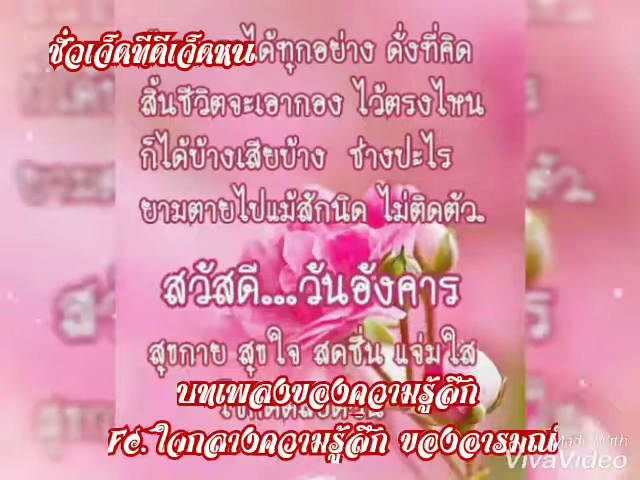 ชั่วเจ็ดทีดีเจ็ดหน
ได้ทุกอย่าง ดั่งที่คิด
สิ้นชีวิตจะเอากอง ไว้ตรงไหน
ก็ได้บ้างเสียบ้าง ช่างปะไร
ยามตายไปแม้สักนิด ไม่ติดตัว..
สวัสดี...วันอังคาร
สุขกาย สุขใจ สดชื่น แจ่มใส
บทเพลงของความรู้สึก
FC. ใจกลางความรู้สึก ของอารมณ์
Made With
VivaVideo